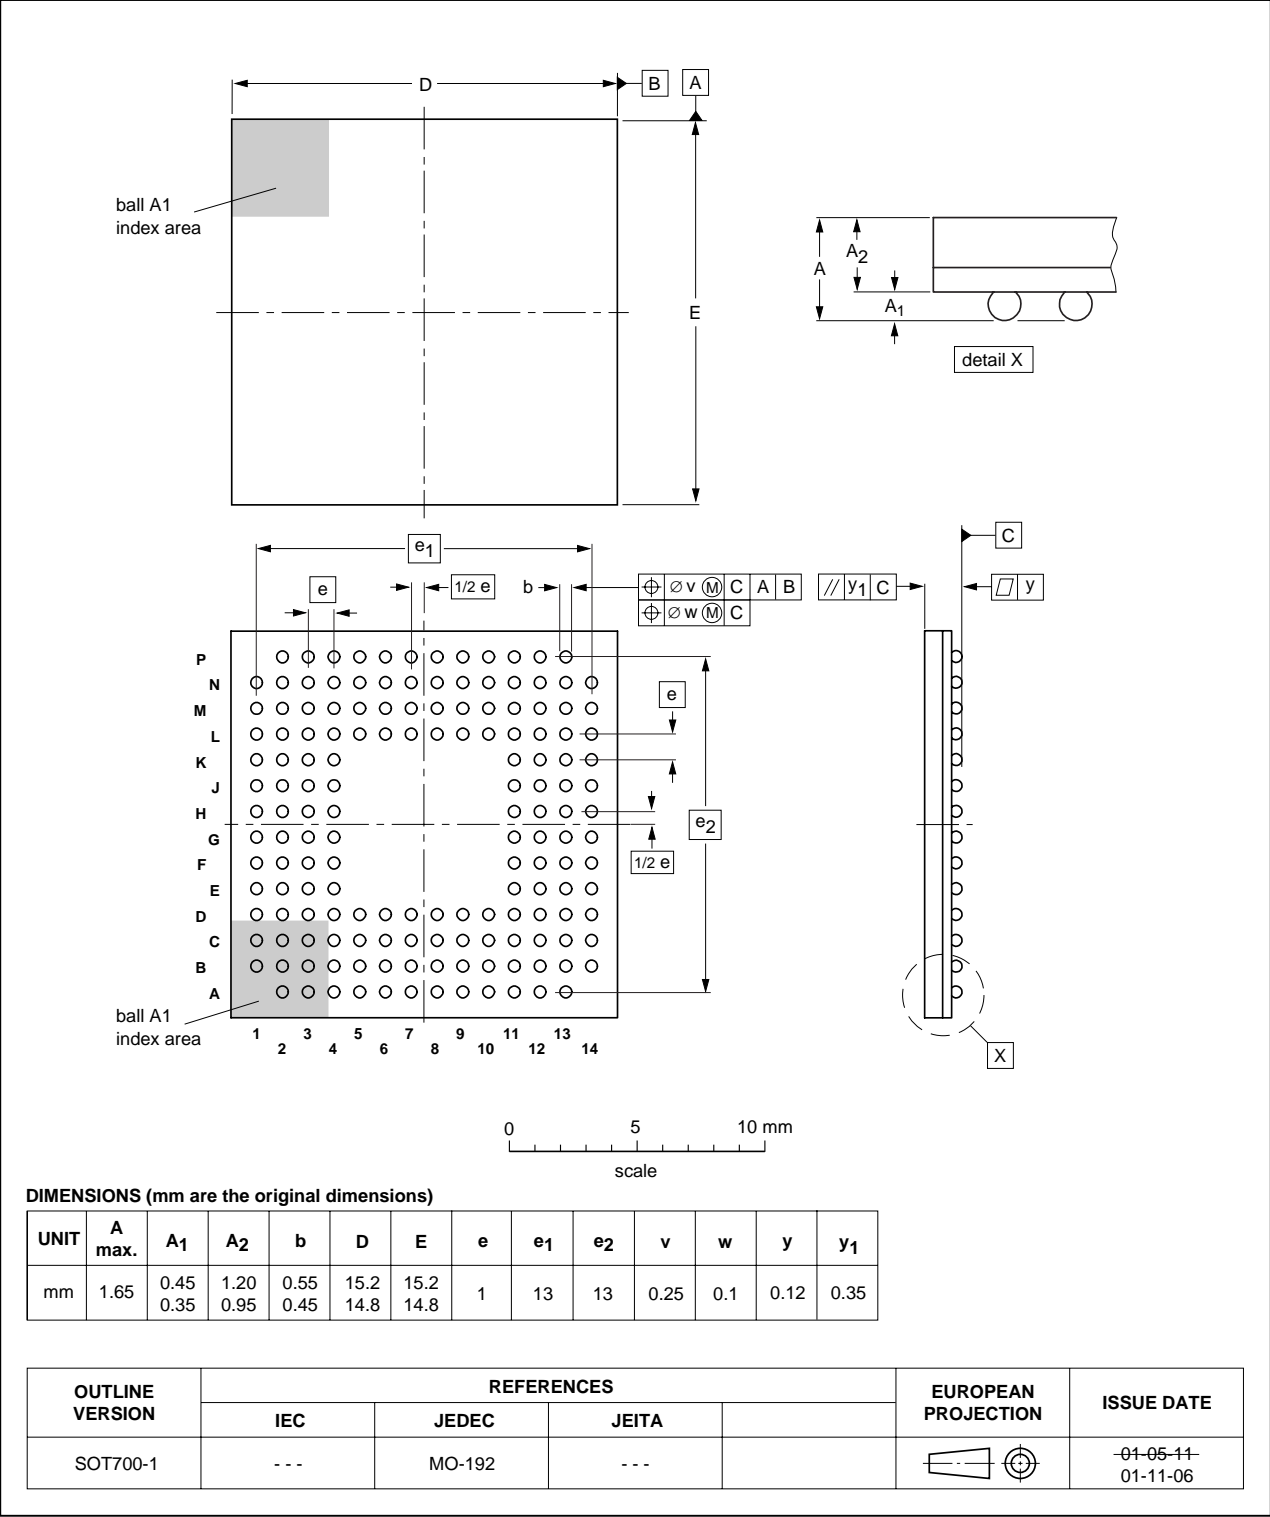 D
B
A
ball A1
index area
E
A
A2
A1
detail X
e1
e
1/2 e
b
⌀ v Ⓜ C A B
⌀ w Ⓜ C
// y1 C
C
y
P
N
M
L
K
J
H
G
F
E
D
C
B
A
e
e2
1/2 e
ball A1
index area
1 3 5 7 9 11 13
2 4 6 8 10 12 14
X
0 5 10 mm
scale
DIMENSIONS (mm are the original dimensions)
UNIT A max. A1 A2 b D E e e1 e2 v w y y1
mm 1.65 0.45 0.35 1.20 0.95 0.55 0.45 15.2 14.8 15.2 14.8 1 13 13 0.25 0.1 0.12 0.35
OUTLINE VERSION REFERENCES EUROPEAN PROJECTION ISSUE DATE
IEC JEDEC JEITA
SOT700-1 - - - MO-192 - - - 01-05-11
01-11-06